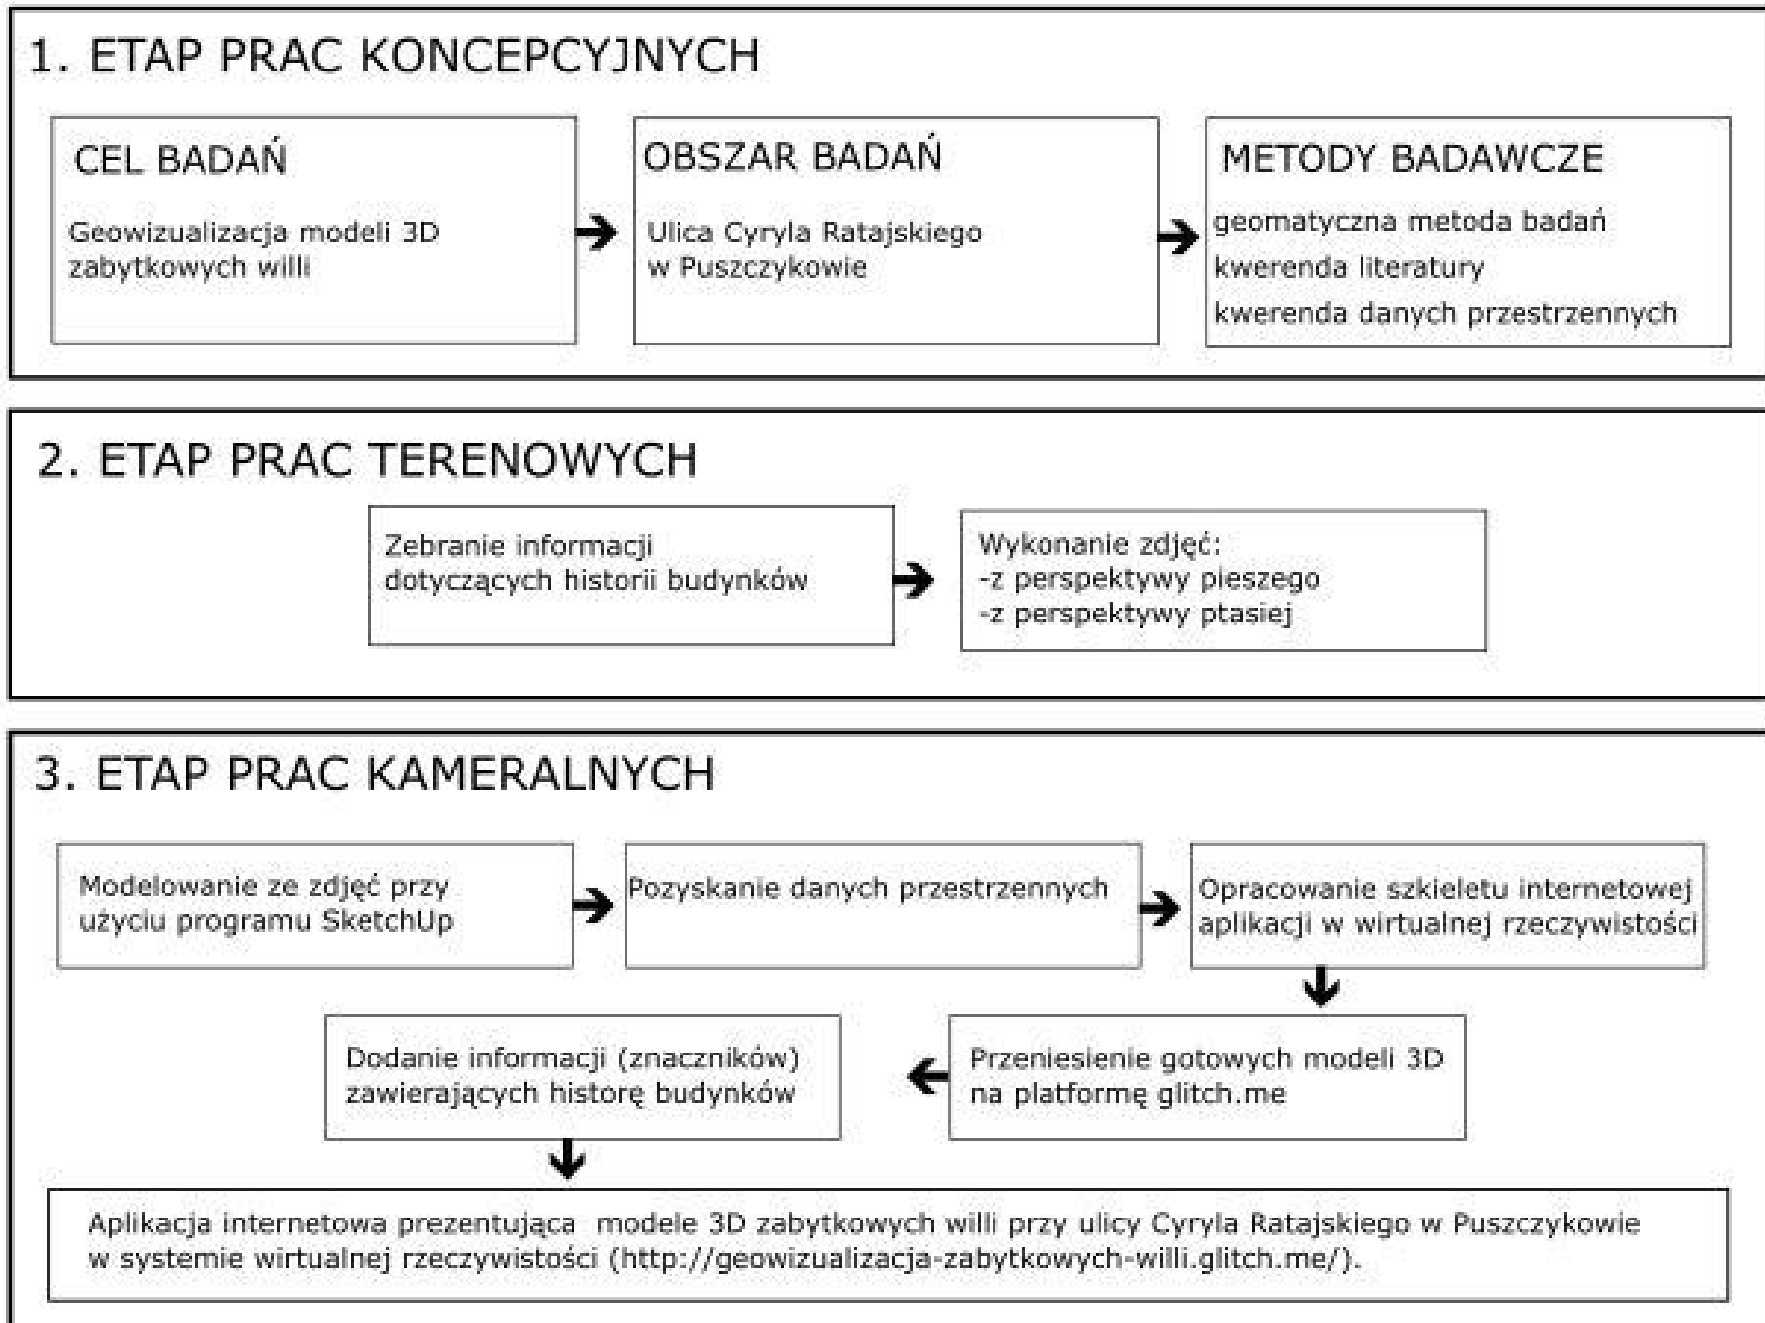 1. ETAP PRAC KONCEPCYJNYCH
CEL BADAŃ
Geowizualizacja modeli 3D
zabytkowych willi
OBSZAR BADAŃ
Ulica Cyryla Ratajskiego
w Puszczykowie
METODY BADAWCZE
geomatyczna metoda badań
kwerenda literatury
kwerenda danych przestrzennych
2. ETAP PRAC TERENOWYCH
Zebranie informacji
dotyczących historii budynków
Wykonanie zdjęć:
-z perspektywy pieszego
-z perspektywy ptasiej
3. ETAP PRAC KAMERALNYCH
Modelowanie ze zdjęć przy
użyciu programu SketchUp
Pozyskanie danych przestrzennych
Opracowanie szkieletu internetowej
aplikacji w wirtualnej rzeczywistości
Przeniesienie gotowych modeli 3D
na platformę glitch.me
Dodanie informacji (znaczników)
zawierających historę budynków
Aplikacja internetowa prezentująca modele 3D zabytkowych willi przy ulicy Cyryla Ratajskiego w Puszczykowie
w systemie wirtualnej rzeczywistości (http://geowizualizacja-zabytkowych-willi.glitch.me/).